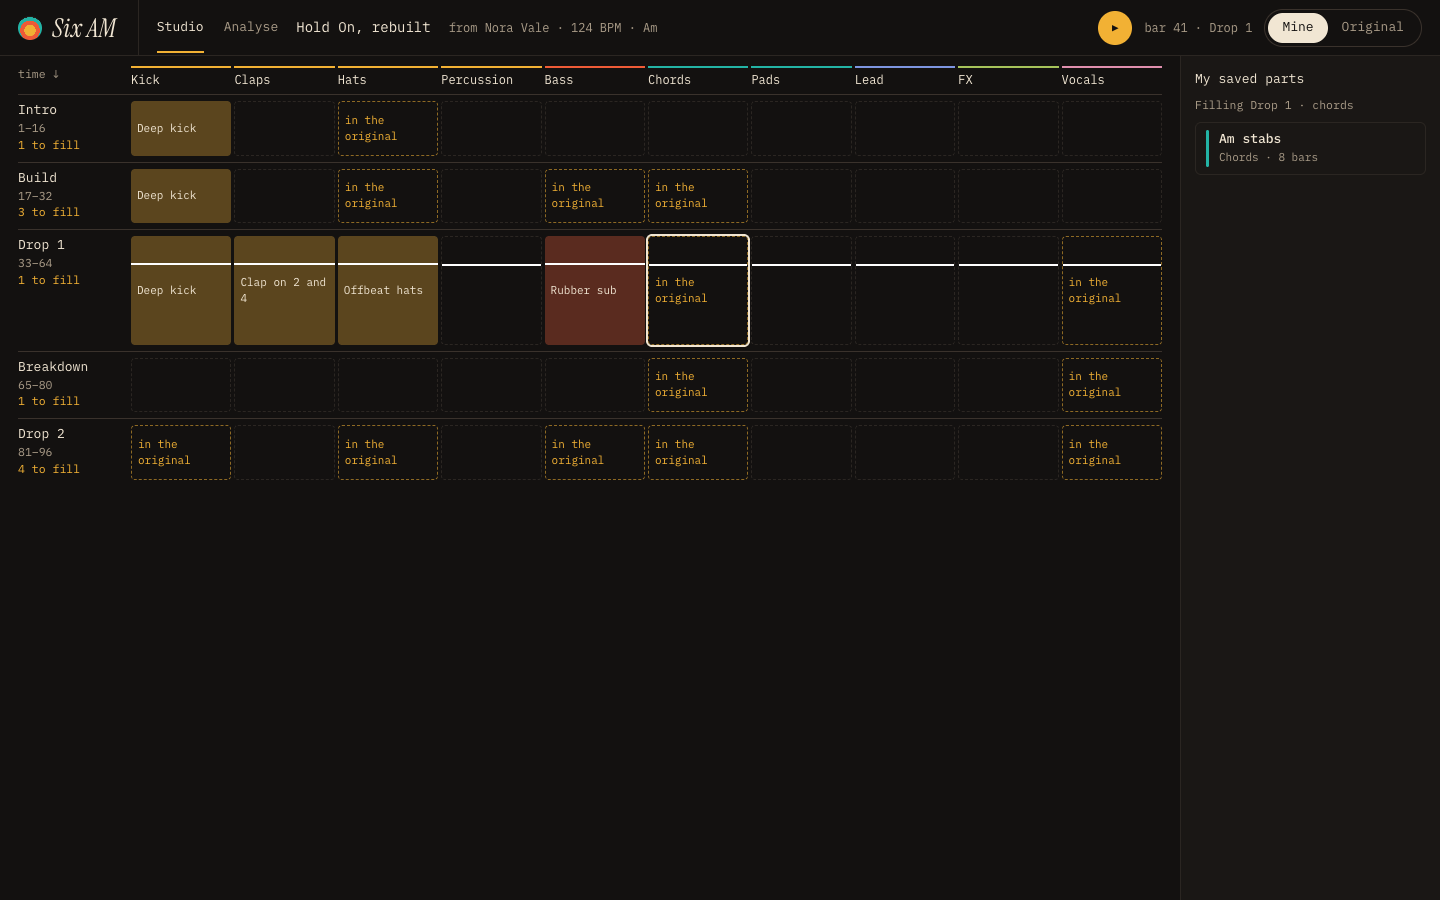 Six AM
Studio
Analyse
Hold On, rebuilt
from Nora Vale · 124 BPM · Am
bar 41 · Drop 1
Mine
Original
time ↓
Kick
Claps
Hats
Percussion
Bass
Chords
Pads
Lead
FX
Vocals
Intro
1–16
1 to fill
Deep kick
in the
original
Build
17–32
3 to fill
Deep kick
in the
original
in the
original
in the
original
Drop 1
33–64
1 to fill
Deep kick
Clap on 2 and
4
Offbeat hats
Rubber sub
in the
original
in the
original
Breakdown
65–80
1 to fill
in the
original
in the
original
Drop 2
81–96
4 to fill
in the
original
in the
original
in the
original
in the
original
in the
original
My saved parts
Filling Drop 1 · chords
Am stabs
Chords · 8 bars